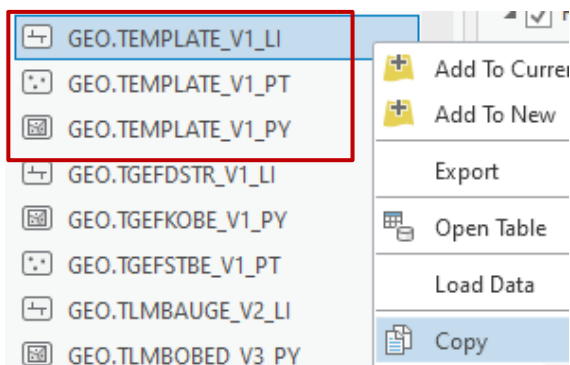 GEO.TEMPLATE_V1_LI
GEO.TEMPLATE_V1_PT
GEO.TEMPLATE_V1_PY
GEO.TGEFDSTR_V1_LI
GEO.TGEFKOBE_V1_PY
GEO.TGEFSTBE_V1_PT
GEO.TLMBAUGE_V2_LI
GEO.TLMBOBED_V3_PY
Add To Curre
Add To New
Export
Open Table
Load Data
Copy